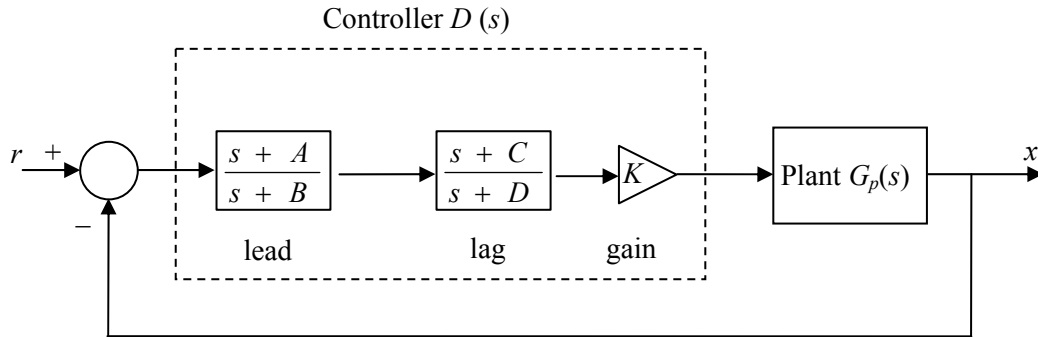 Controller D (s)
r
+
−
s + A
s + B
lead
s + C
s + D
lag
K
gain
Plant Gp(s)
x